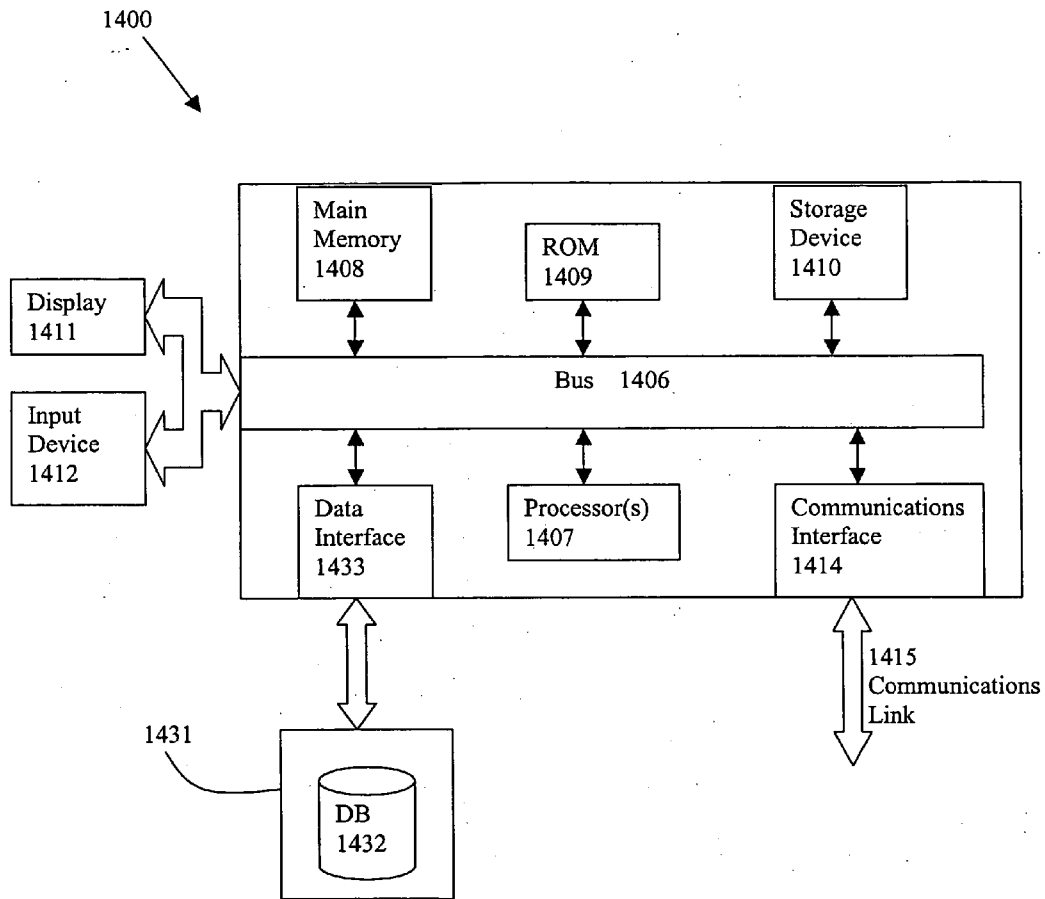 1400
Main
Memory
1408
ROM
1409
Storage
Device
1410
Display
1411
Bus 1406
Input
Device
1412
Data
Interface
1433
Processor(s)
1407
Communications
Interface
1414
1415
Communications
Link
1431
DB
1432